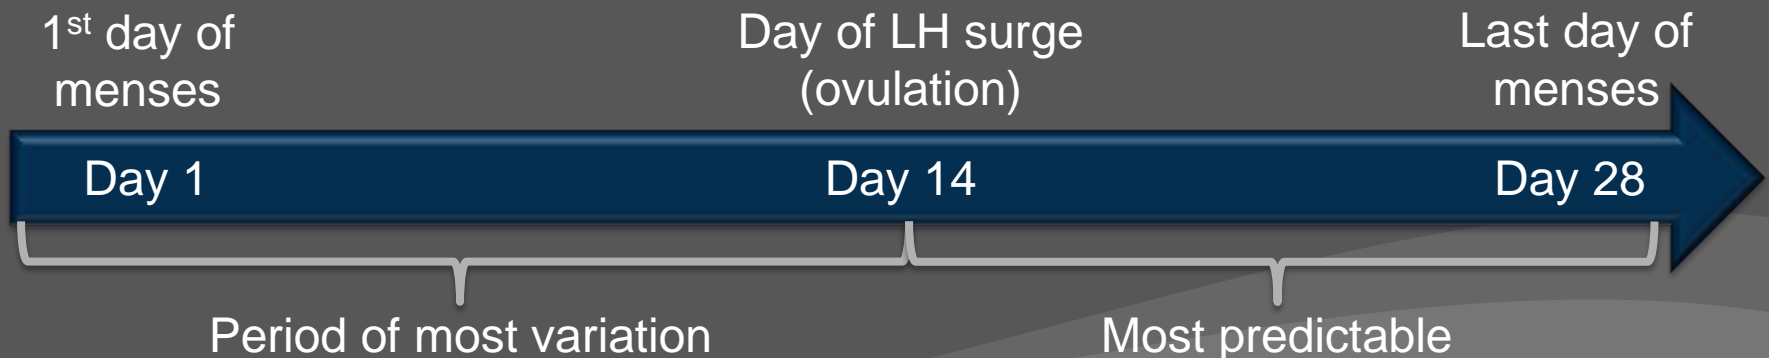 1st day of
menses
Day of LH surge
(ovulation)
Last day of
menses
Day 1
Day 14
Day 28
Period of most variation
Most predictable